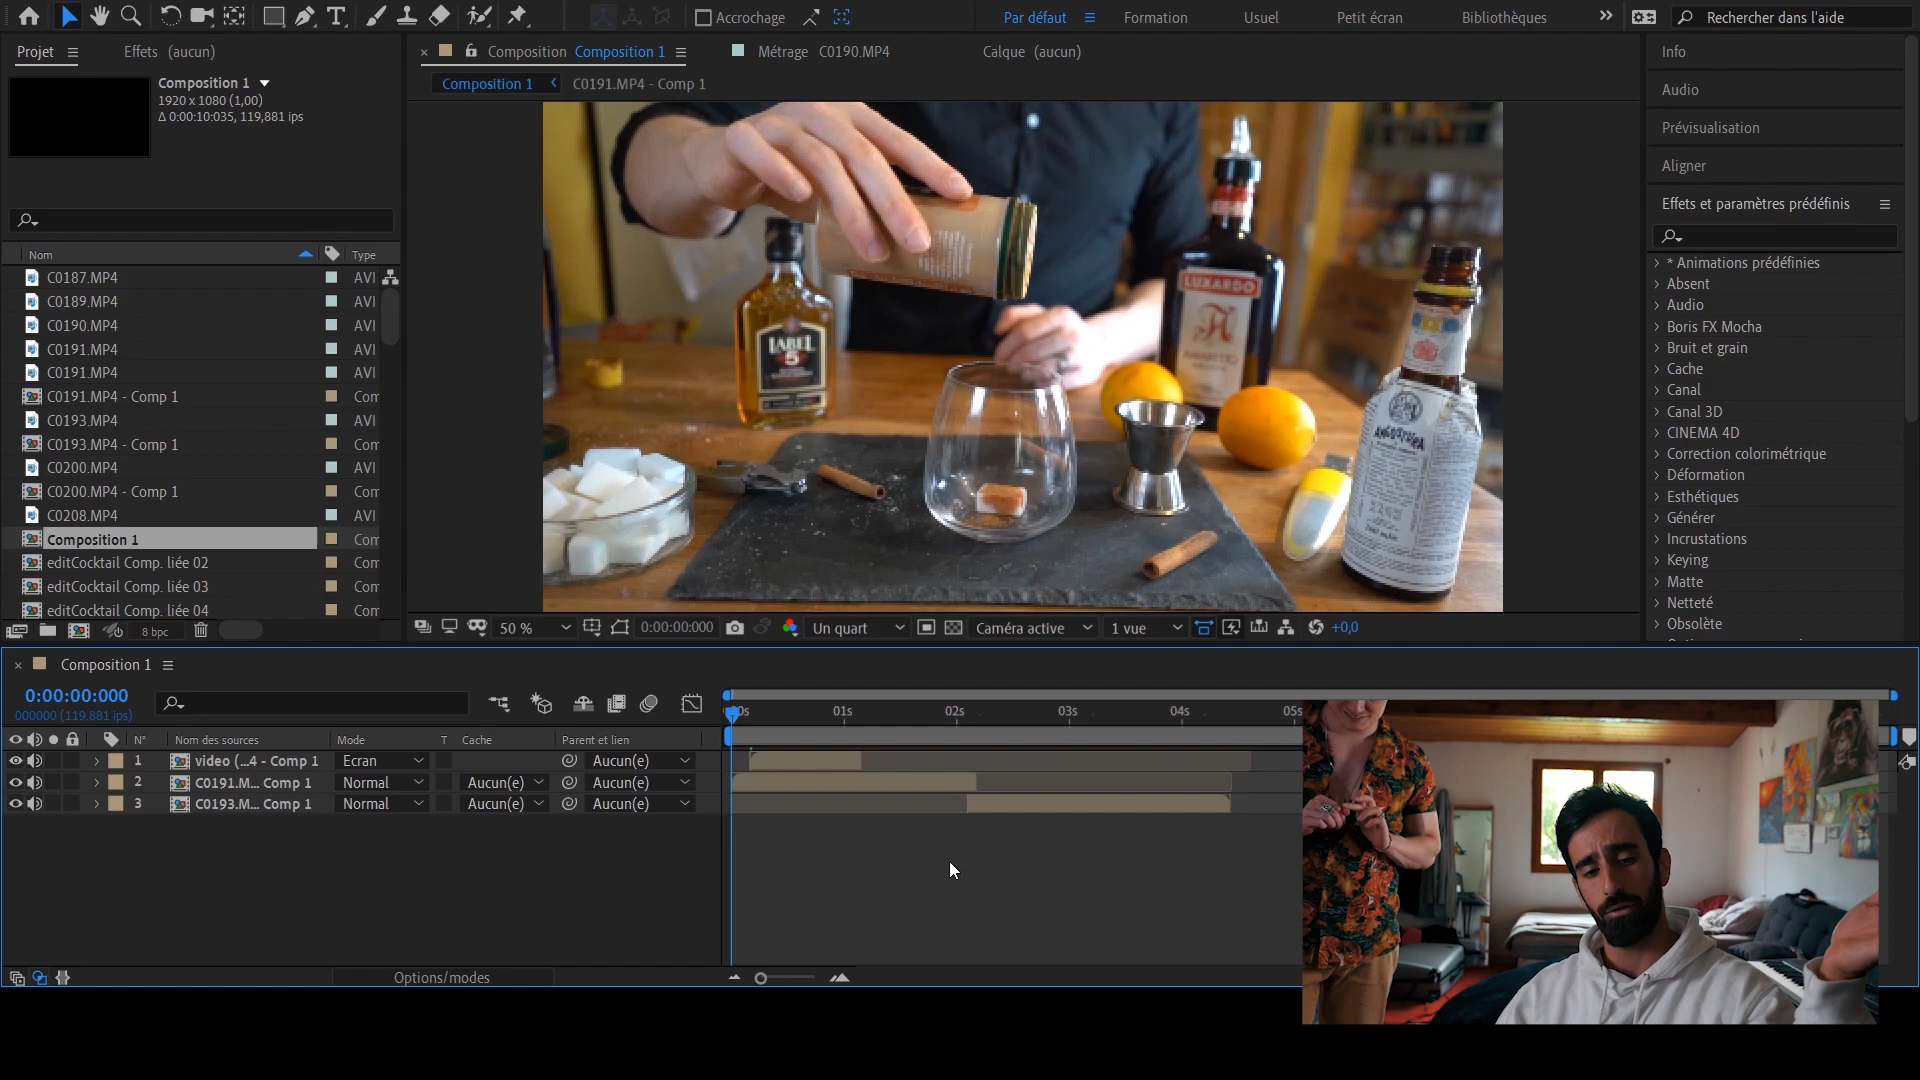 Accrochage
Par défaut
Formation
Usuel
Petit écran
Bibliothèques
Rechercher dans l'aide
Projet
Effets (aucun)
Composition 1
1920 x 1080 (1,00)
Δ 0:00:10:035, 119,881 ips
Nom
Type
C0187.MP4 AVI
C0189.MP4 AVI
C0190.MP4 AVI
C0191.MP4 AVI
C0191.MP4 AVI
C0191.MP4 - Comp 1 Com
C0193.MP4 AVI
C0193.MP4 - Comp 1 Com
C0200.MP4 AVI
C0200.MP4 - Comp 1 Com
C0208.MP4 AVI
Composition 1 Com
editCocktail Comp. liée 02 Com
editCocktail Comp. liée 03 Com
editCocktail Comp. liée 04 Com
8 bpc
Composition Composition 1
Métrage C0190.MP4
Calque (aucun)
Composition 1
C0191.MP4 - Comp 1
LABEL
5
LUXARDO
A
AMARETTO
ANGOSTURA
50 %
0:00:00:000
Un quart
Caméra active
1 vue
+0,0
Info
Audio
Prévisualisation
Aligner
Effets et paramètres prédéfinis
* Animations prédéfinies
Absent
Audio
Boris FX Mocha
Bruit et grain
Cache
Canal
Canal 3D
CINEMA 4D
Correction colorimétrique
Déformation
Esthétiques
Générer
Incrustations
Keying
Matte
Netteté
Obsolète
Composition 1
0:00:00:000
000000 (119.881 ips)
00s 01s 02s 03s 04s 05s
N° Nom des sources Mode T Cache Parent et lien
1 video (...4 - Comp 1 Ecran Aucun(e)
2 C0191.M... Comp 1 Normal Aucun(e) Aucun(e)
3 C0193.M... Comp 1 Normal Aucun(e) Aucun(e)
Options/modes